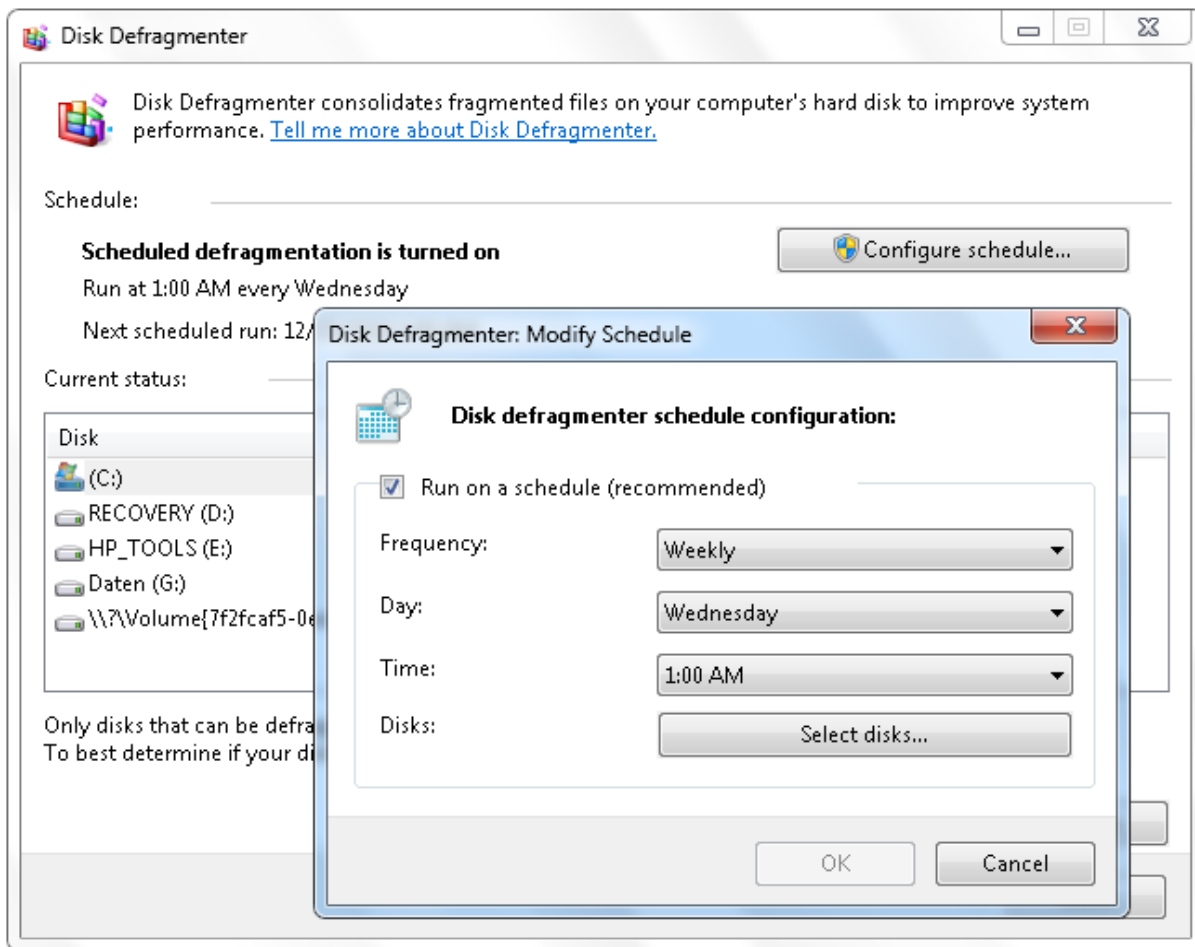 Disk Defragmenter
Disk Defragmenter consolidates fragmented files on your computer's hard disk to improve system
performance. Tell me more about Disk Defragmenter.
Schedule:
Scheduled defragmentation is turned on
Configure schedule...
Run at 1:00 AM every Wednesday
Next scheduled run: 12/
Current status:
Disk
(C:)
RECOVERY (D:)
HP_TOOLS (E:)
Daten (G:)
\\?\Volume{7f2fcaf5-0e
Only disks that can be defra
To best determine if your di
Disk Defragmenter: Modify Schedule
Disk defragmenter schedule configuration:
Run on a schedule (recommended)
Frequency:
Weekly
Day:
Wednesday
Time:
1:00 AM
Disks:
Select disks...
OK
Cancel